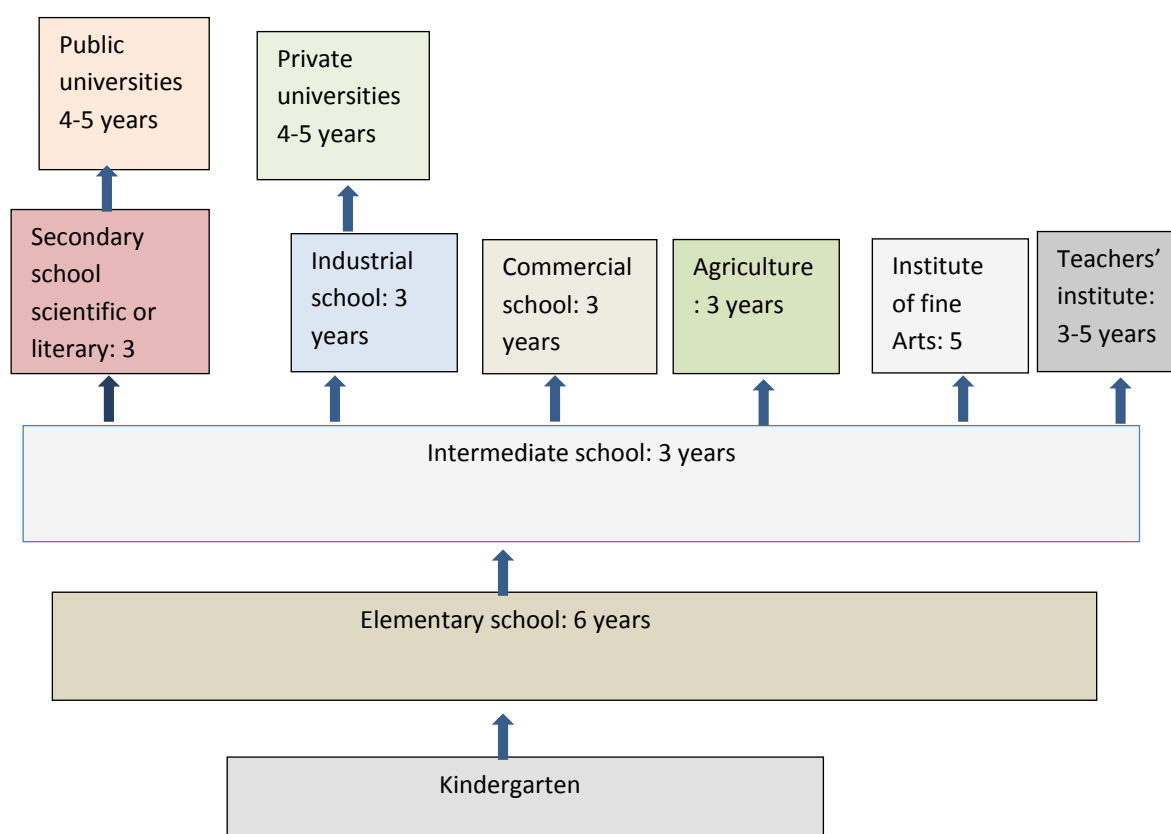 Public
universities
4-5 years
Private
universities
4-5 years
Secondary
school
scientific or
literary: 3
Industrial
school: 3
years
Commercial
school: 3
years
Agriculture
: 3 years
Institute
of fine
Arts: 5
Teachers’
institute:
3-5 years
Intermediate school: 3 years
Elementary school: 6 years
Kindergarten